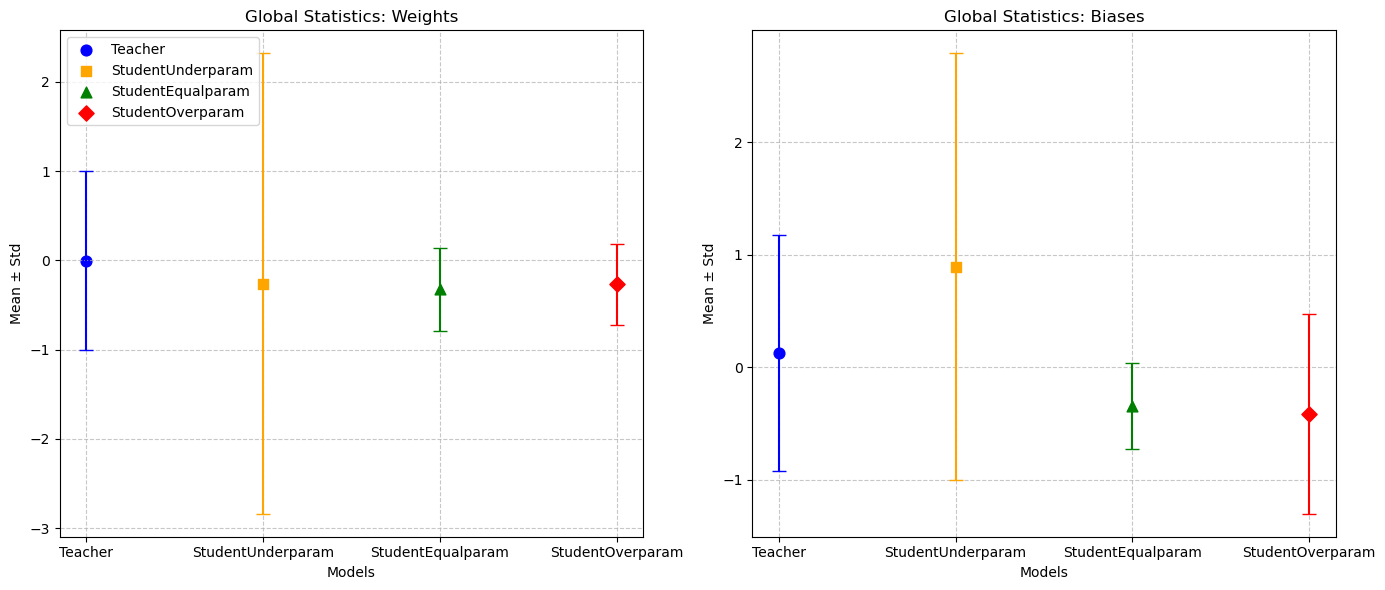 Global Statistics: Weights
Mean ± Std
2
1
0
−1
−2
−3
Teacher
StudentUnderparam
StudentEqualparam
StudentOverparam
Teacher
StudentUnderparam
StudentEqualparam
StudentOverparam
Models
Global Statistics: Biases
Mean ± Std
2
1
0
−1
Teacher
StudentUnderparam
StudentEqualparam
StudentOverparam
Models